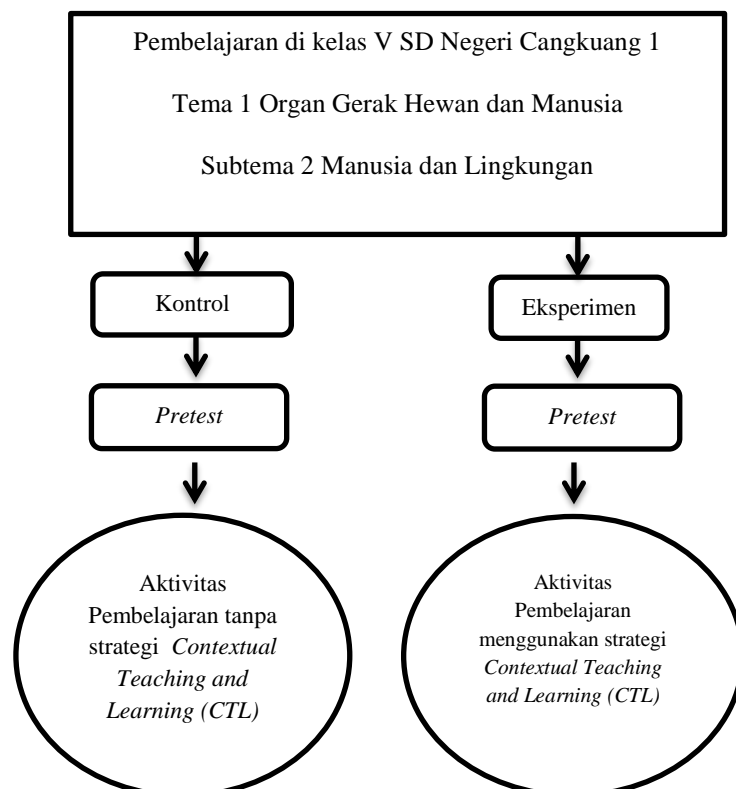 Pembelajaran di kelas V SD Negeri Cangkuang 1
Tema 1 Organ Gerak Hewan dan Manusia
Subtema 2 Manusia dan Lingkungan
Kontrol
Eksperimen
Pretest
Pretest
Aktivitas
Pembelajaran tanpa
strategi Contextual
Teaching and
Learning (CTL)
Aktivitas
Pembelajaran
menggunakan strategi
Contextual Teaching
and Learning (CTL)